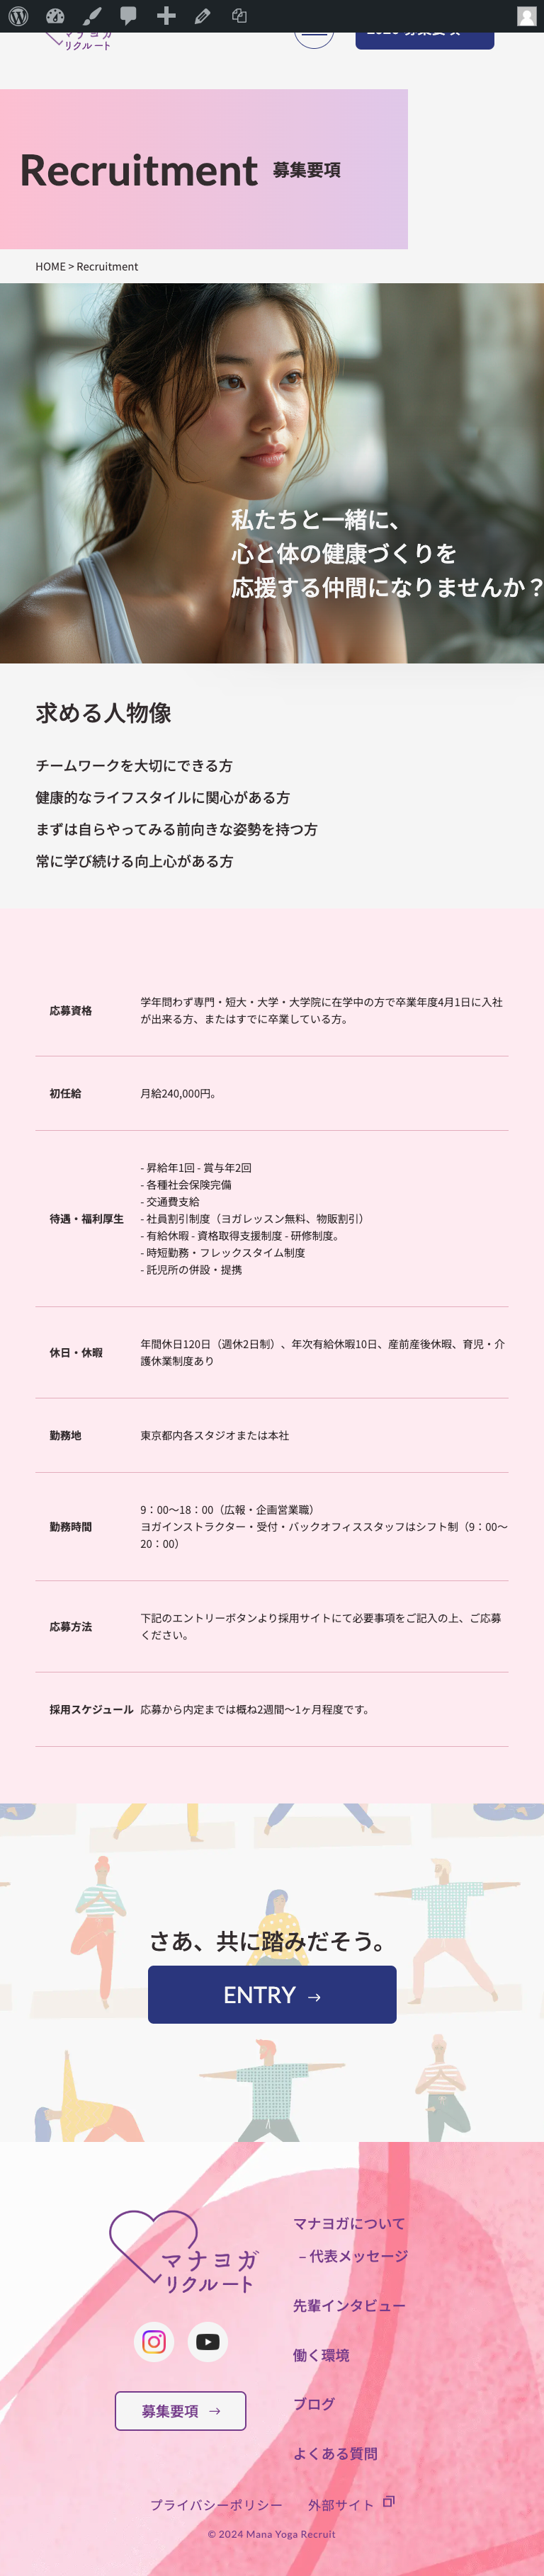 マナヨガ
リクルート
Recruitment 募集要項
HOME > Recruitment
私たちと一緒に、
心と体の健康づくりを
応援する仲間になりませんか？
求める人物像
チームワークを大切にできる方
健康的なライフスタイルに関心がある方
まずは自らやってみる前向きな姿勢を持つ方
常に学び続ける向上心がある方
応募資格
学年問わず専門・短大・大学・大学院に在学中の方で卒業年度4月1日に入社
が出来る方、またはすでに卒業している方。
初任給
月給240,000円。
待遇・福利厚生
- 昇給年1回 - 賞与年2回
- 各種社会保険完備
- 交通費支給
- 社員割引制度（ヨガレッスン無料、物販割引）
- 有給休暇 - 資格取得支援制度 - 研修制度。
- 時短勤務・フレックスタイム制度
- 託児所の併設・提携
休日・休暇
年間休日120日（週休2日制）、年次有給休暇10日、産前産後休暇、育児・介
護休業制度あり
勤務地
東京都内各スタジオまたは本社
勤務時間
9：00〜18：00（広報・企画営業職）
ヨガインストラクター・受付・バックオフィススタッフはシフト制（9：00〜
20：00）
応募方法
下記のエントリーボタンより採用サイトにて必要事項をご記入の上、ご応募
ください。
採用スケジュール
応募から内定までは概ね2週間〜1ヶ月程度です。
さあ、共に踏みだそう。
ENTRY →
マナヨガ
リクルート
募集要項 →
マナヨガについて
– 代表メッセージ
先輩インタビュー
働く環境
ブログ
よくある質問
プライバシーポリシー 外部サイト
© 2024 Mana Yoga Recruit